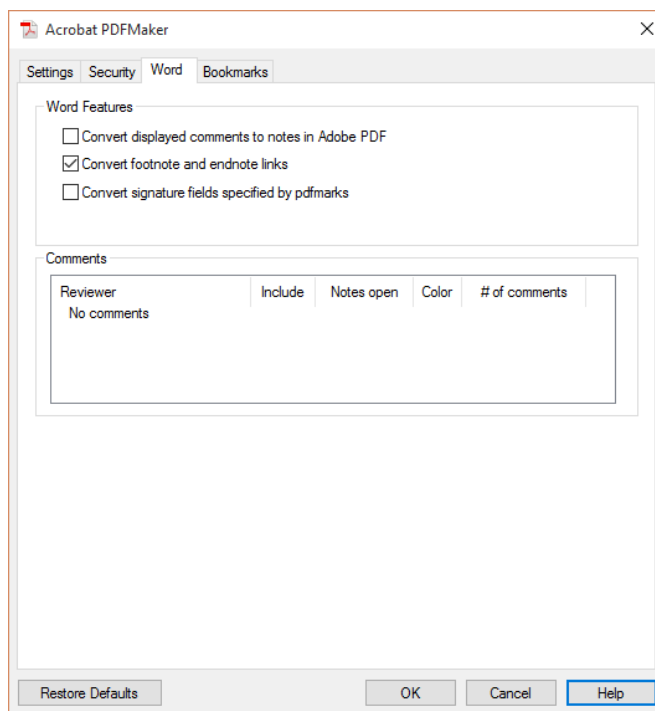 Acrobat PDFMaker
Settings Security Word Bookmarks
Word Features
Convert displayed comments to notes in Adobe PDF
Convert footnote and endnote links
Convert signature fields specified by pdfmarks
Comments
Reviewer Include Notes open Color # of comments
No comments
Restore Defaults OK Cancel Help